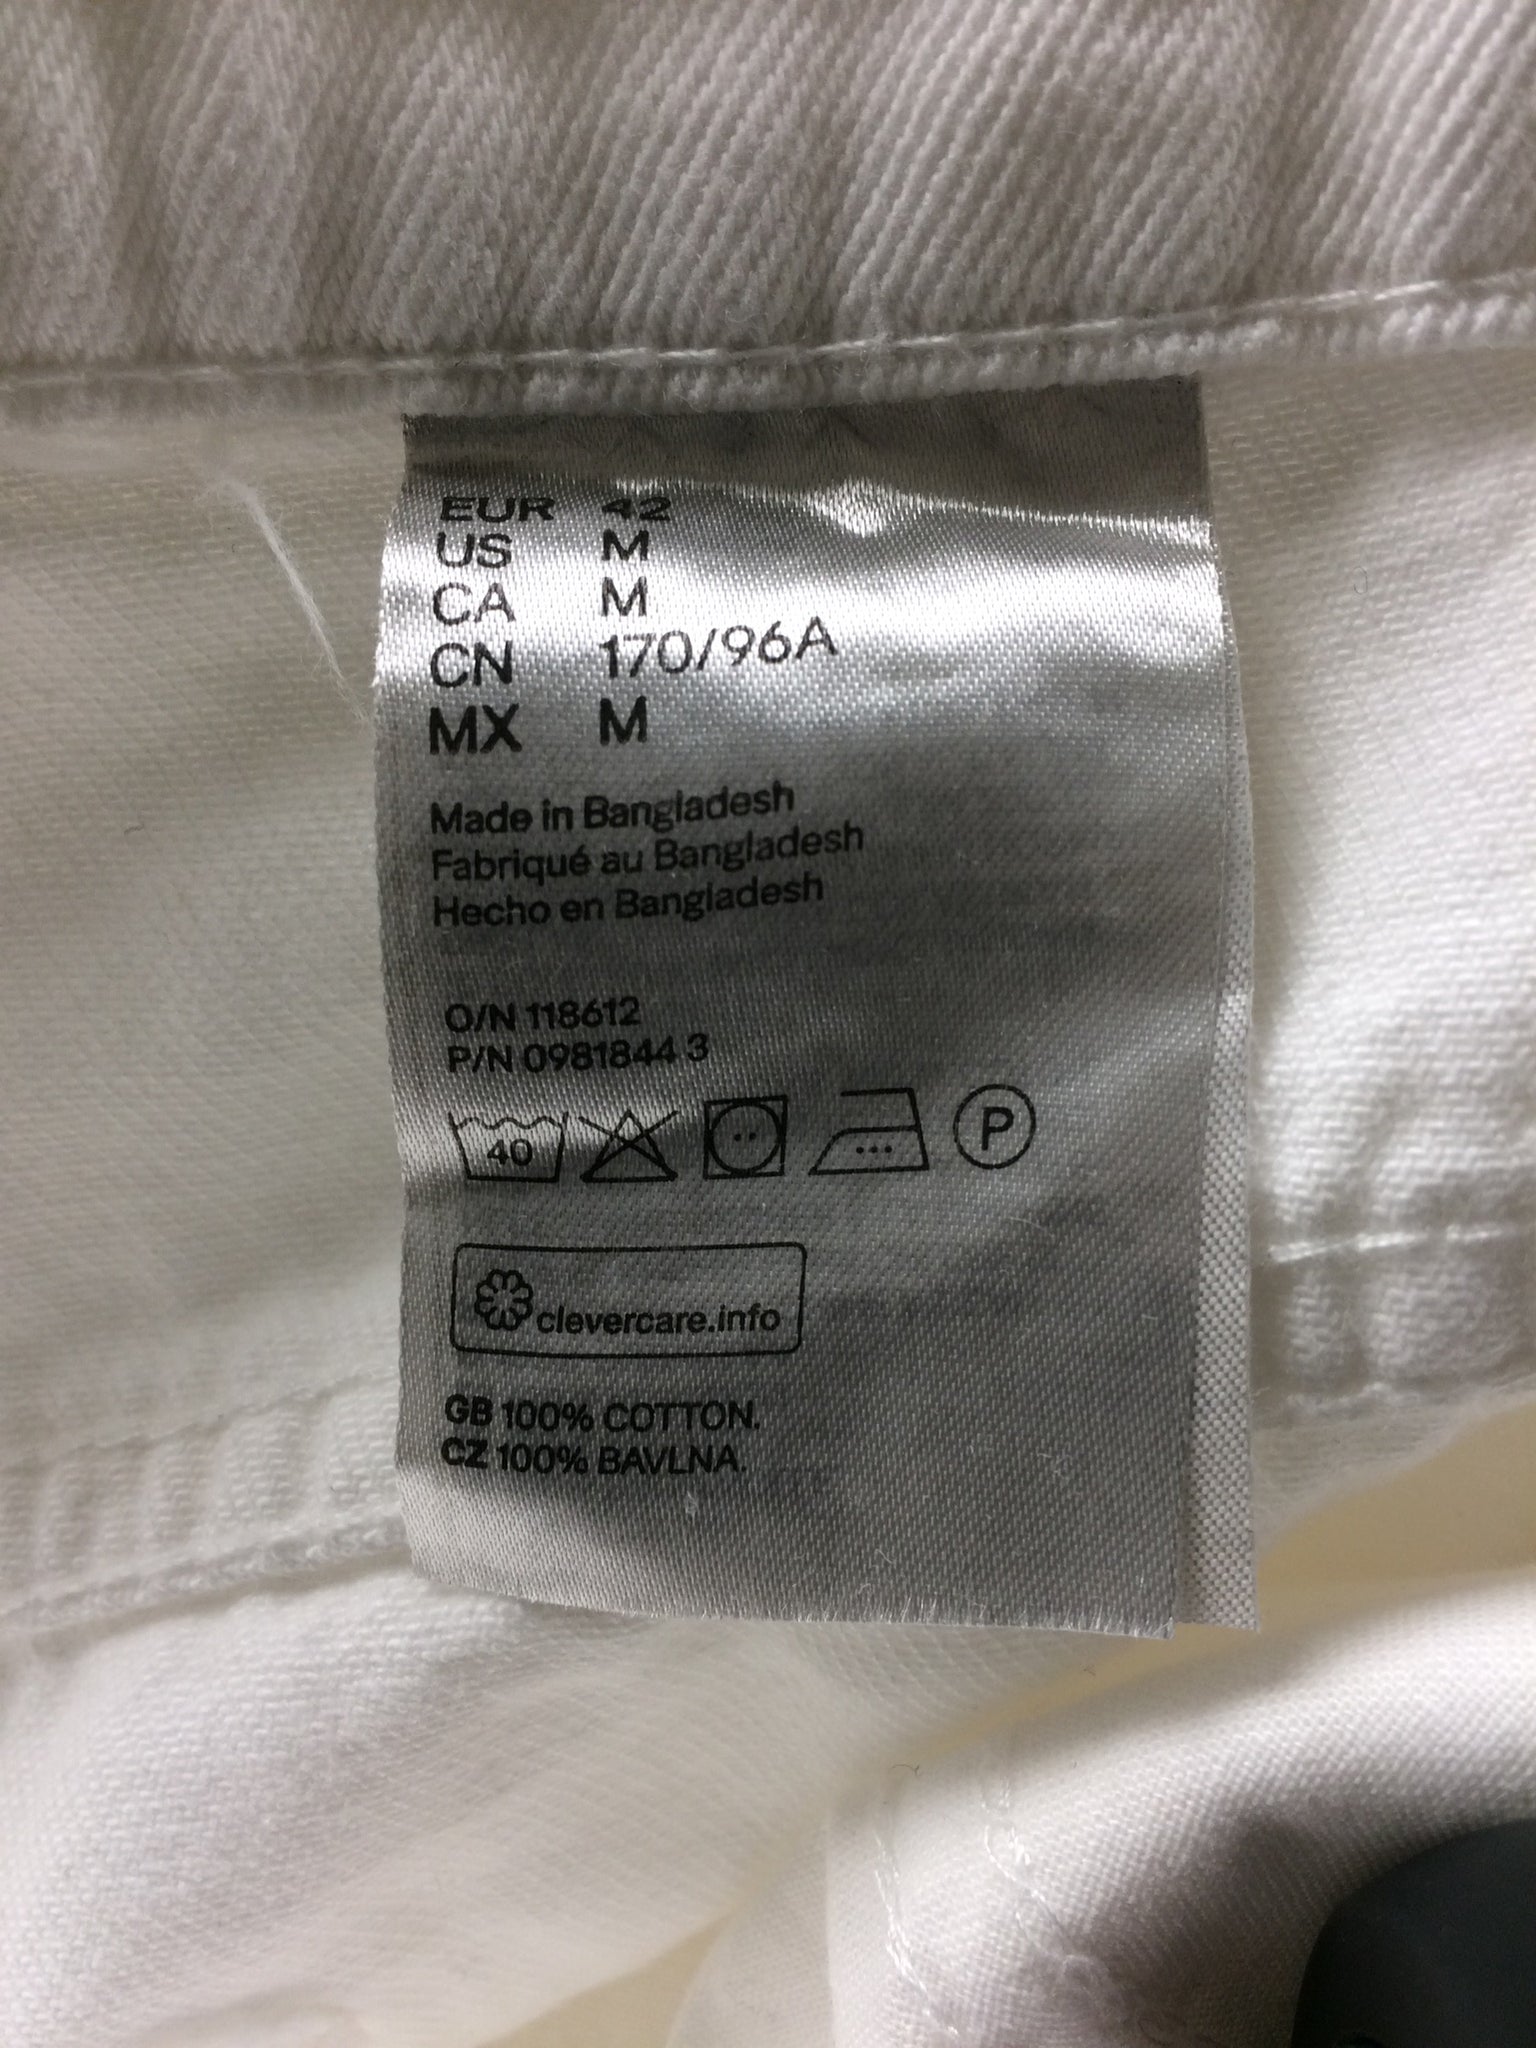 EUR 42
US M
CA M
CN 170/96A
MX M
Made in Bangladesh
Fabriqué au Bangladesh
Hecho en Bangladesh
O/N 118612
P/N 0981844 3
40 P
clevercare.info
GB 100% COTTON.
CZ 100% BAVLNA.